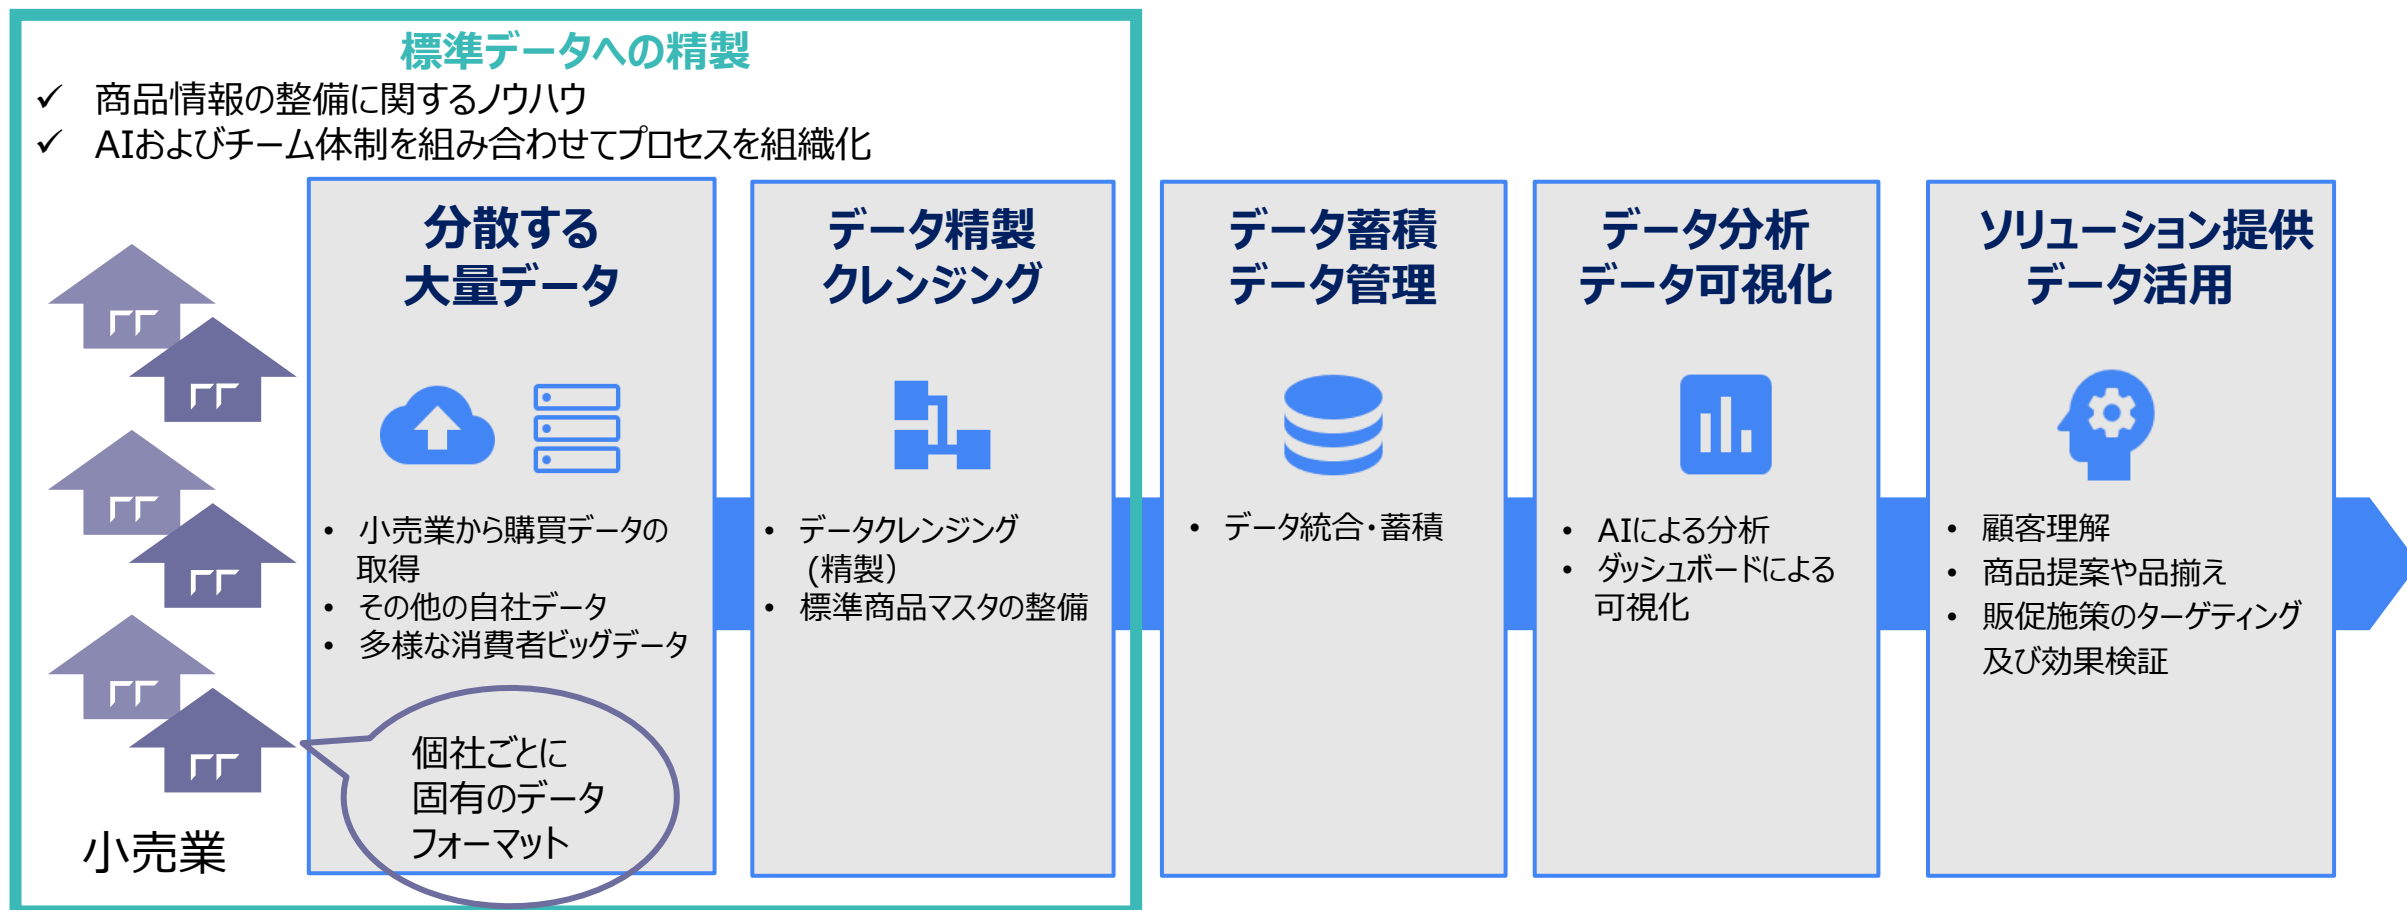 標準データへの精製
✓ 商品情報の整備に関するノウハウ
✓ AIおよびチーム体制を組み合わせてプロセスを組織化
小売業
分散する
大量データ
• 小売業から購買データの
取得
• その他の自社データ
• 多様な消費者ビッグデータ
個社ごとに
固有のデータ
フォーマット
データ精製
クレンジング
• データクレンジング
(精製）
• 標準商品マスタの整備
データ蓄積
データ管理
• データ統合・蓄積
データ分析
データ可視化
• AIによる分析
• ダッシュボードによる
可視化
ソリューション提供
データ活用
• 顧客理解
• 商品提案や品揃え
• 販促施策のターゲティング
及び効果検証